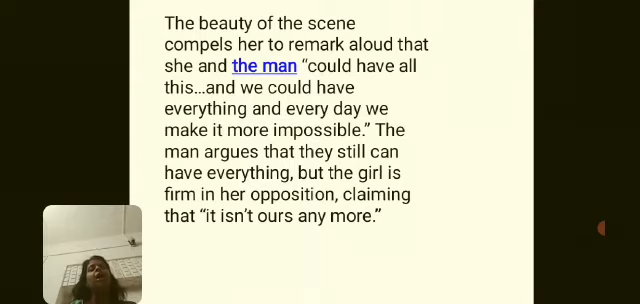 The beauty of the scene
compels her to remark aloud that
she and the man “could have all
this...and we could have
everything and every day we
make it more impossible.” The
man argues that they still can
have everything, but the girl is
firm in her opposition, claiming
that “it isn’t ours any more.”